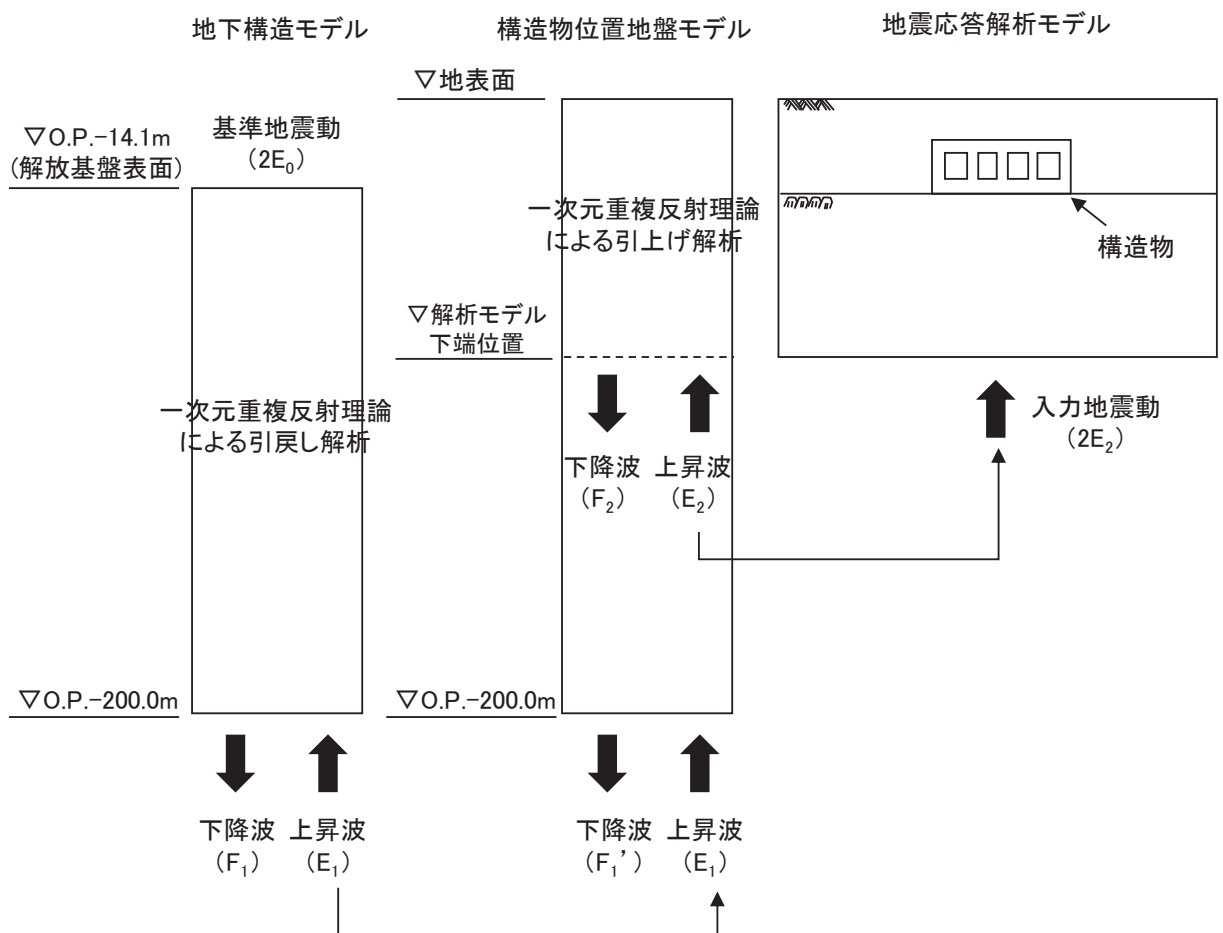 地下構造モデル
構造物位置地盤モデル
地震応答解析モデル
▽地表面
▽O.P.-14.1m
(解放基盤表面)
基準地震動
(2E₀)
一次元重複反射理論
による引上げ解析
構造物
▽解析モデル
下端位置
一次元重複反射理論
による引戻し解析
下降波
(F₂)
上昇波
(E₂)
入力地震動
(2E₂)
▽O.P.-200.0m
▽O.P.-200.0m
下降波
(F₁)
上昇波
(E₁)
下降波
(F₁’)
上昇波
(E₁)